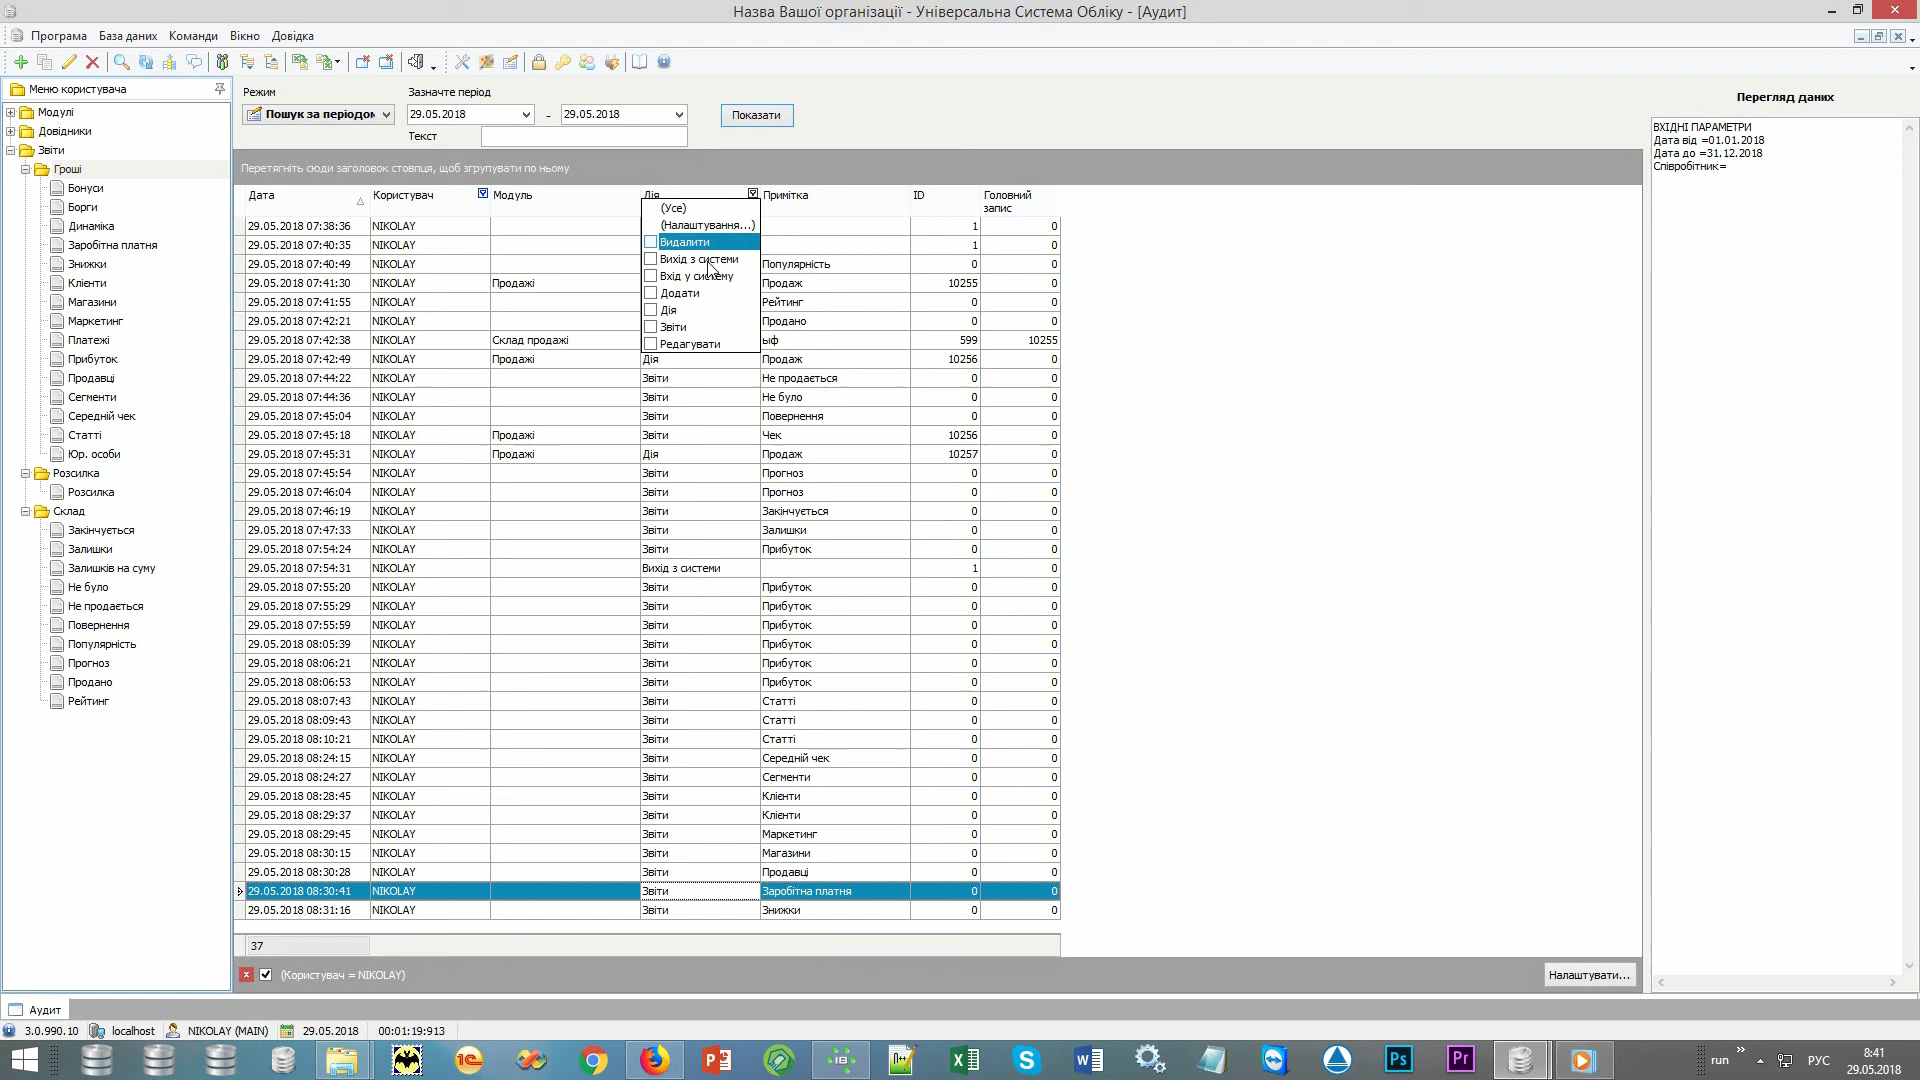 Назва Вашої організації - Універсальна Система Обліку - [Аудит]
Програма База даних Команди Вікно Довідка
Меню користувача
Модулі
Довідники
Звіти
Гроші
Бонуси
Борги
Динаміка
Заробітна платня
Знижки
Клієнти
Магазини
Маркетинг
Платежі
Прибуток
Продавці
Сегменти
Середній чек
Статті
Юр. особи
Розсилка
Розсилка
Склад
Закінчується
Залишки
Залишків на суму
Не було
Не продається
Повернення
Популярність
Прогноз
Продано
Рейтинг
Режим Зазначте період
Пошук за періодом 29.05.2018 - 29.05.2018 Показати
Текст
Перетягніть сюди заголовок стовпця, щоб згрупувати по ньому
Дата Користувач Модуль Дія Примітка ID Головний запис
(Усе)
(Налаштування...)
Видалити
Вихід з системи
Вхід у систему
Додати
Дія
Звіти
Редагувати
29.05.2018 07:38:36 NIKOLAY 1 0
29.05.2018 07:40:35 NIKOLAY 1 0
29.05.2018 07:40:49 NIKOLAY Популярність 0 0
29.05.2018 07:41:30 NIKOLAY Продажі Продаж 10255 0
29.05.2018 07:41:55 NIKOLAY Рейтинг 0 0
29.05.2018 07:42:21 NIKOLAY Продано 0 0
29.05.2018 07:42:38 NIKOLAY Склад продажі ыф 599 10255
29.05.2018 07:42:49 NIKOLAY Продажі Дія Продаж 10256 0
29.05.2018 07:44:22 NIKOLAY Звіти Не продається 0 0
29.05.2018 07:44:36 NIKOLAY Звіти Не було 0 0
29.05.2018 07:45:04 NIKOLAY Звіти Повернення 0 0
29.05.2018 07:45:18 NIKOLAY Продажі Звіти Чек 10256 0
29.05.2018 07:45:31 NIKOLAY Продажі Дія Продаж 10257 0
29.05.2018 07:45:54 NIKOLAY Звіти Прогноз 0 0
29.05.2018 07:46:04 NIKOLAY Звіти Прогноз 0 0
29.05.2018 07:46:19 NIKOLAY Звіти Закінчується 0 0
29.05.2018 07:47:33 NIKOLAY Звіти Залишки 0 0
29.05.2018 07:54:24 NIKOLAY Звіти Прибуток 0 0
29.05.2018 07:54:31 NIKOLAY Вихід з системи 1 0
29.05.2018 07:55:20 NIKOLAY Звіти Прибуток 0 0
29.05.2018 07:55:29 NIKOLAY Звіти Прибуток 0 0
29.05.2018 07:55:59 NIKOLAY Звіти Прибуток 0 0
29.05.2018 08:05:39 NIKOLAY Звіти Прибуток 0 0
29.05.2018 08:06:21 NIKOLAY Звіти Прибуток 0 0
29.05.2018 08:06:53 NIKOLAY Звіти Прибуток 0 0
29.05.2018 08:07:43 NIKOLAY Звіти Статті 0 0
29.05.2018 08:09:43 NIKOLAY Звіти Статті 0 0
29.05.2018 08:10:21 NIKOLAY Звіти Статті 0 0
29.05.2018 08:24:15 NIKOLAY Звіти Середній чек 0 0
29.05.2018 08:24:27 NIKOLAY Звіти Сегменти 0 0
29.05.2018 08:28:45 NIKOLAY Звіти Клієнти 0 0
29.05.2018 08:29:37 NIKOLAY Звіти Клієнти 0 0
29.05.2018 08:29:45 NIKOLAY Звіти Маркетинг 0 0
29.05.2018 08:30:15 NIKOLAY Звіти Магазини 0 0
29.05.2018 08:30:28 NIKOLAY Звіти Продавці 0 0
29.05.2018 08:30:41 NIKOLAY Звіти Заробітна платня 0 0
29.05.2018 08:31:16 NIKOLAY Звіти Знижки 0 0
37
(Користувач = NIKOLAY) Налаштувати...
Перегляд даних
ВХІДНІ ПАРАМЕТРИ
Дата від =01.01.2018
Дата до =31.12.2018
Співробітник=
Аудит
3.0.990.10 localhost NIKOLAY (MAIN) 29.05.2018 00:01:19:913
run РУС 8:41
29.05.2018